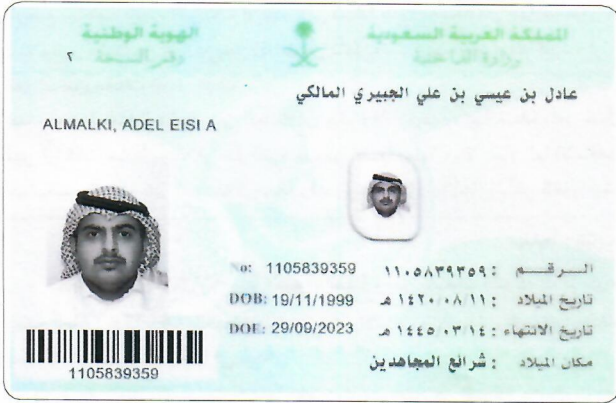 المملكة العربية السعودية
وزارة الداخلية
الهوية الوطنية
رقم النسخة ٢
عادل بن عيسي بن علي الجبيري المالكي
ALMALKI, ADEL EISI A
الرقم : ١١٠٥٨٣٩٣٥٩ No: 1105839359
تاريخ الميلاد : ١٤٢٠/٠٨/١١ هـ DOB: 19/11/1999
تاريخ الانتهاء : ١٤٤٥/٠٣/١٤ هـ DOE: 29/09/2023
مكان الميلاد : شرائع المجاهدين
1105839359